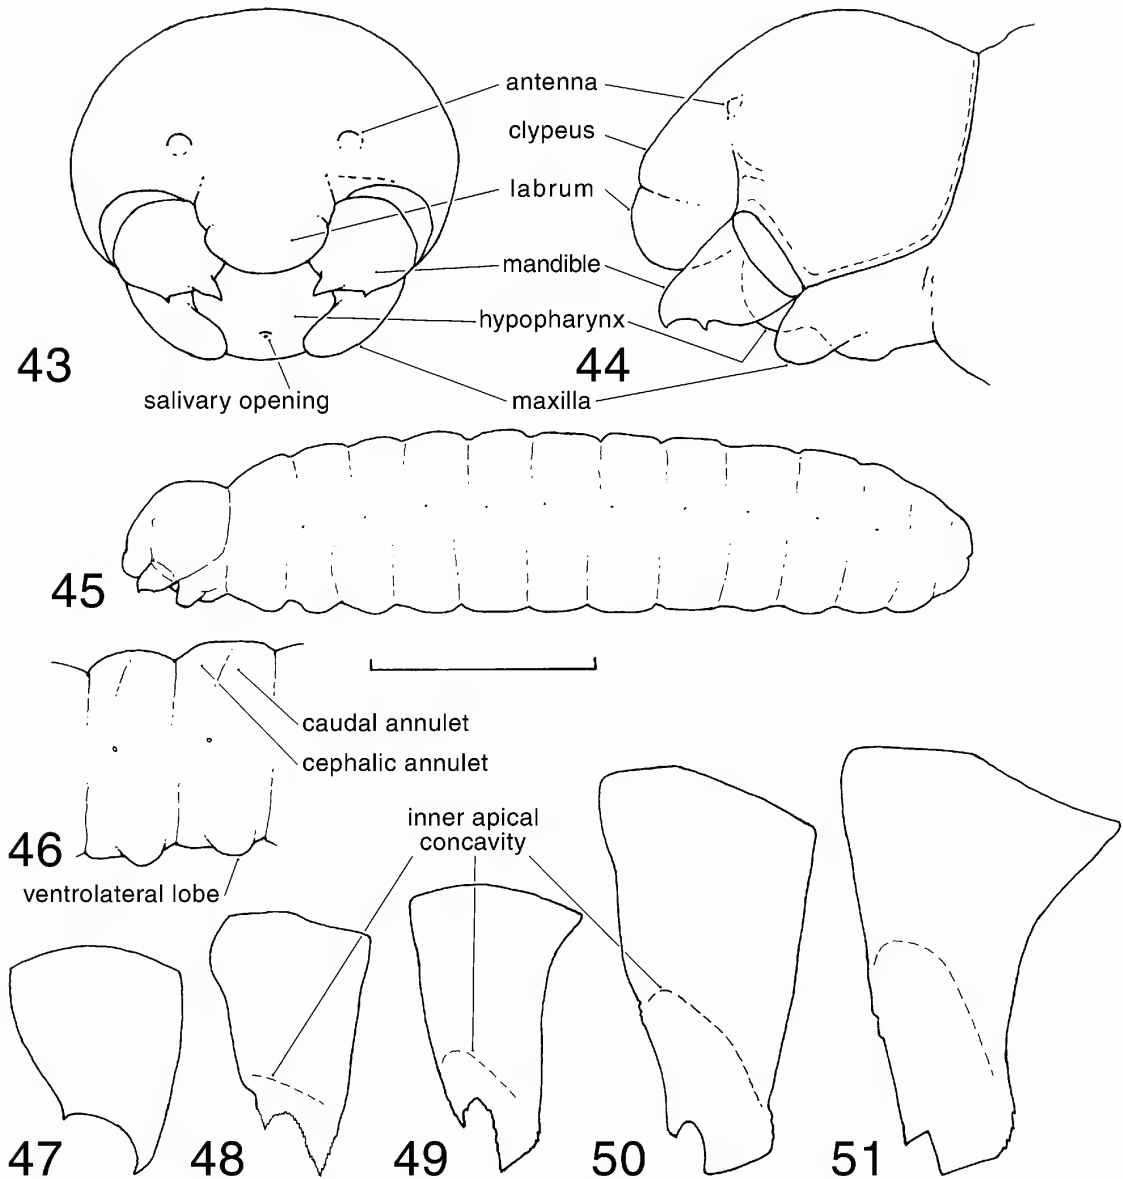 antenna
clypeus
labrum
mandible
hypopharynx
43
44
salivary opening
maxilla
45
caudal annulet
cephalic annulet
46
inner apical
concavity
ventrolateral lobe
47
48
49
50
51